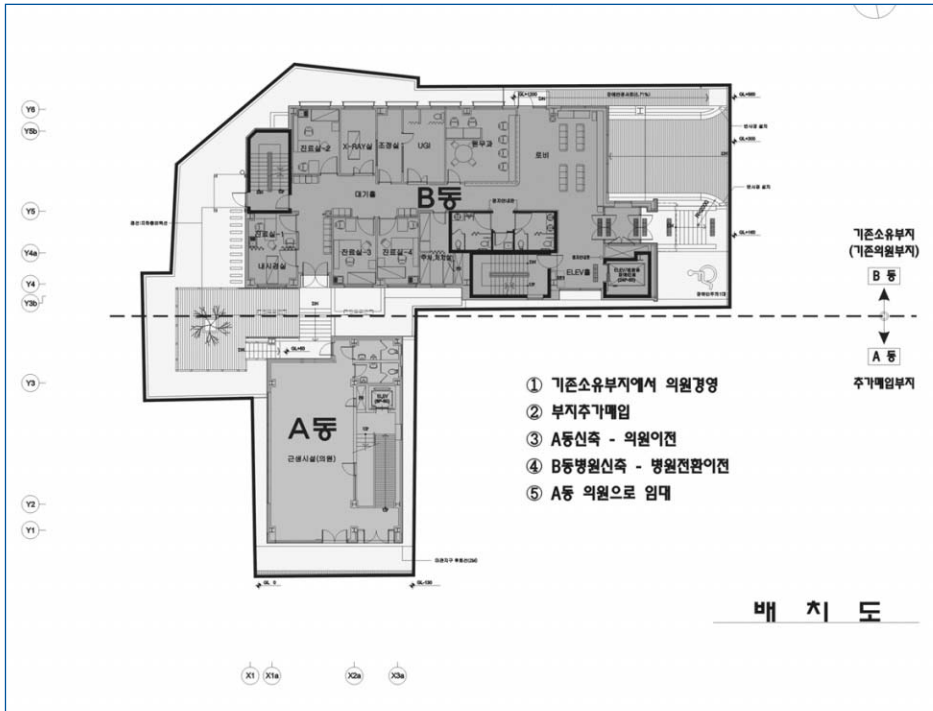 Y6
Y5b
Y5
Y4a
Y4
Y3b
Y3
Y2
Y1
진료실-2
X-RAY실
조정실
UGI
원무과
로비
대기홀
B동
진료실-1
내시경실
진료실-3
진료실-4
ELEV홀
A동
근생시설(의원)
ELEV
기존소유부지
(기존의원부지)
B 동
A 동
추가매입부지
① 기존소유부지에서 의원경영
② 부지추가매입
③ A동신축 - 의원이전
④ B동병원신축 - 병원전환이전
⑤ A동 의원으로 임대
GL 0
배 치 도
X1
X1a
X2a
X3a